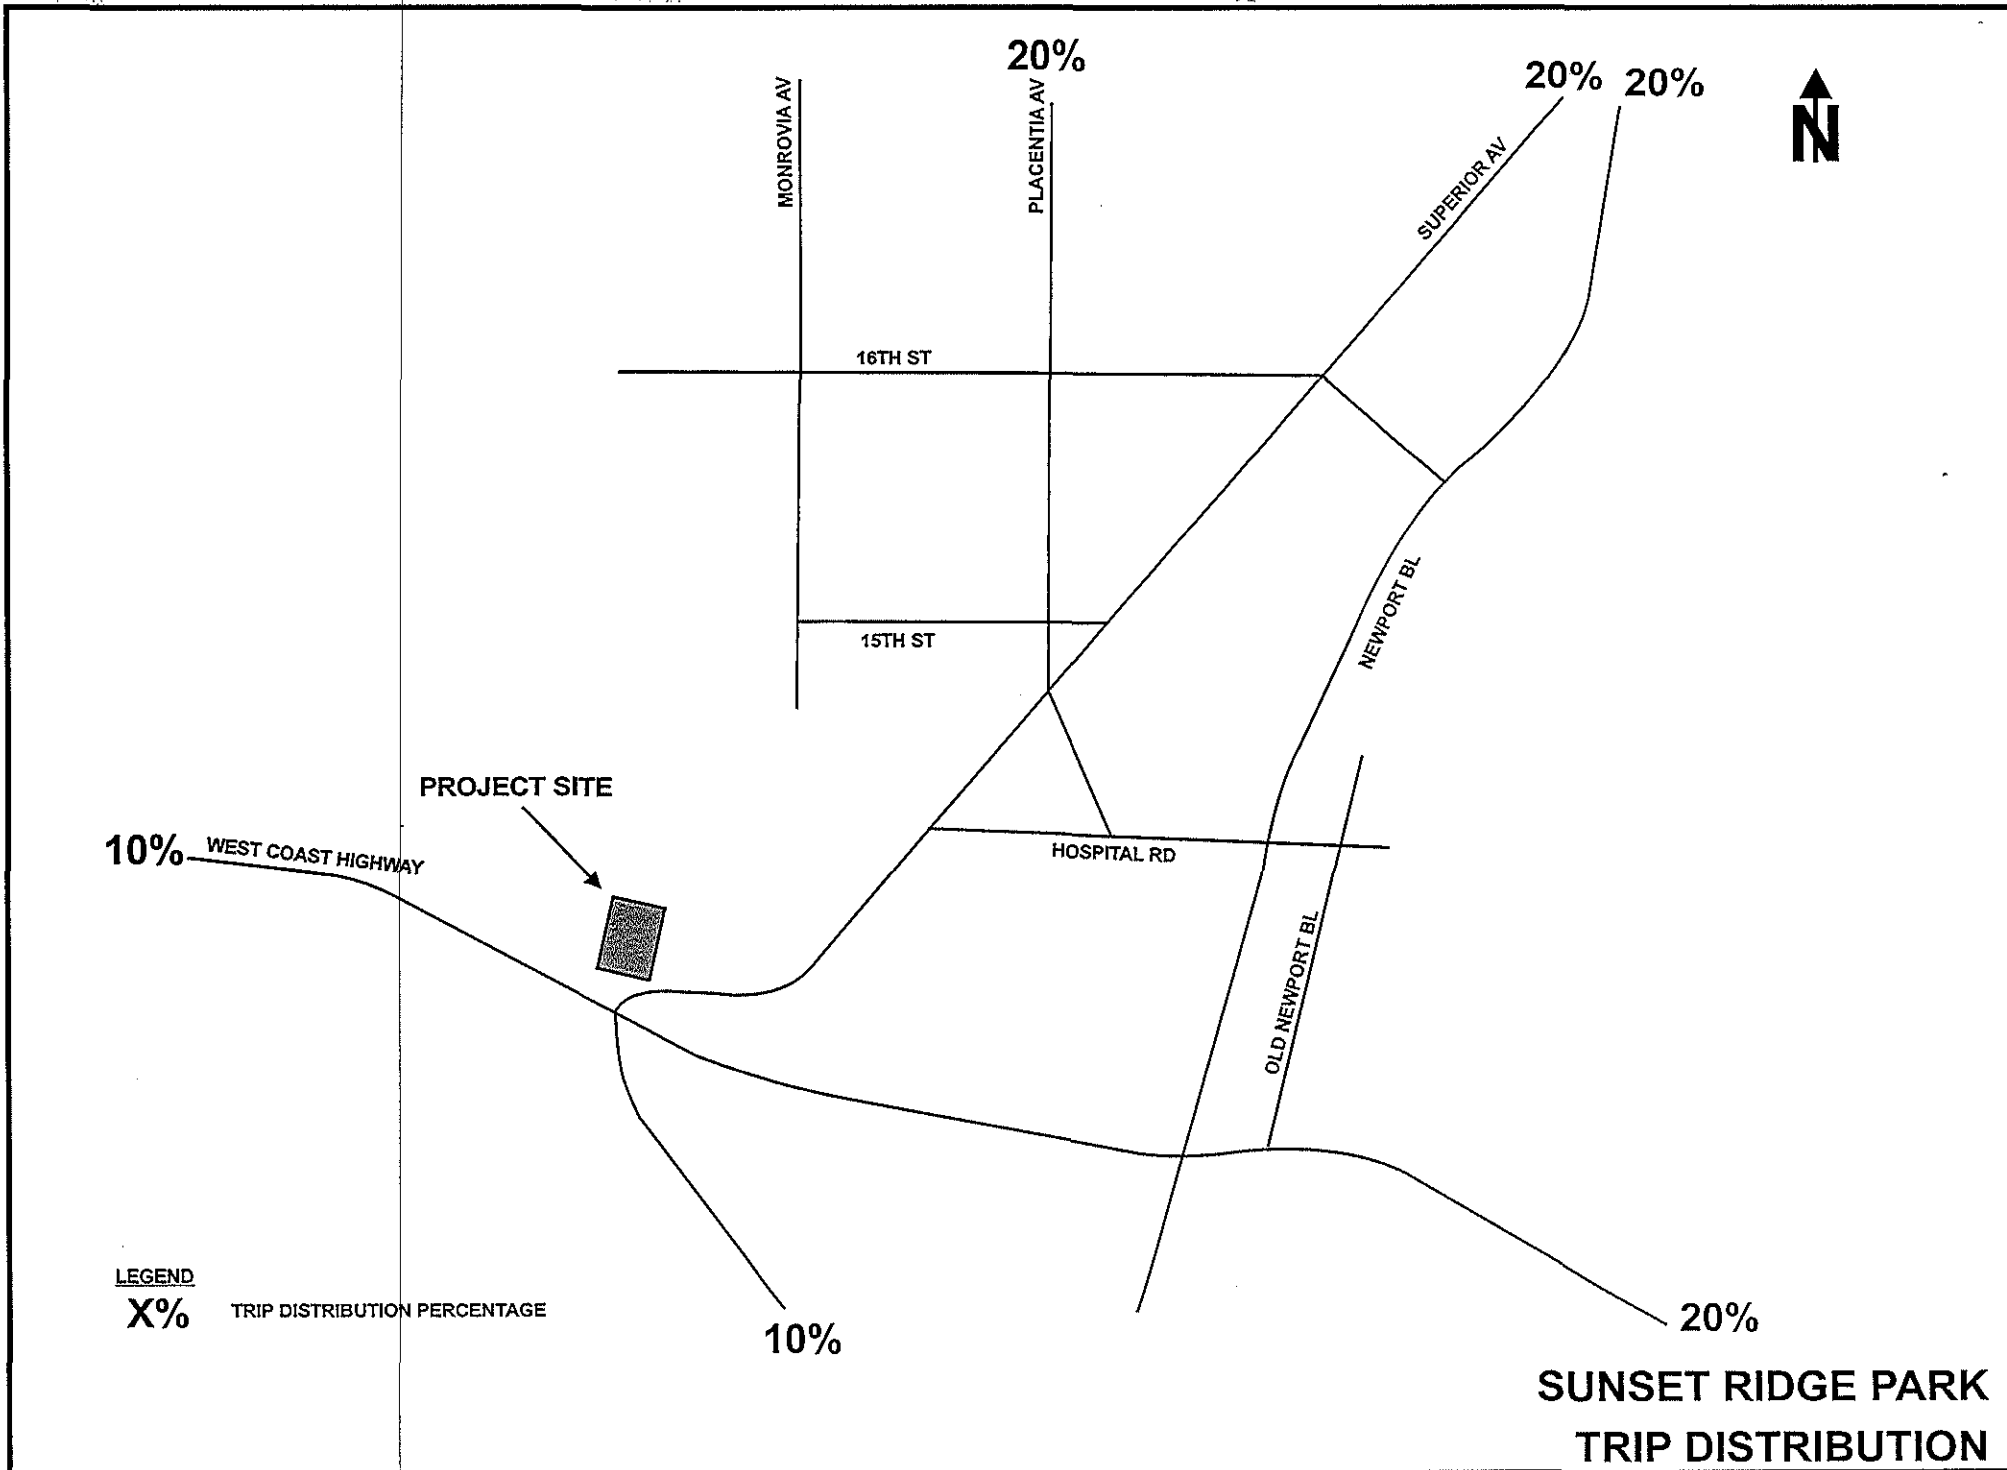 20%
20%
20%
N
MONROVIA AV
PLACENTIA AV
SUPERIOR AV
16TH ST
NEWPORT BL
15TH ST
PROJECT SITE
10%
WEST COAST HIGHWAY
HOSPITAL RD
OLD NEWPORT BL
LEGEND
X% TRIP DISTRIBUTION PERCENTAGE
10%
20%
SUNSET RIDGE PARK
TRIP DISTRIBUTION